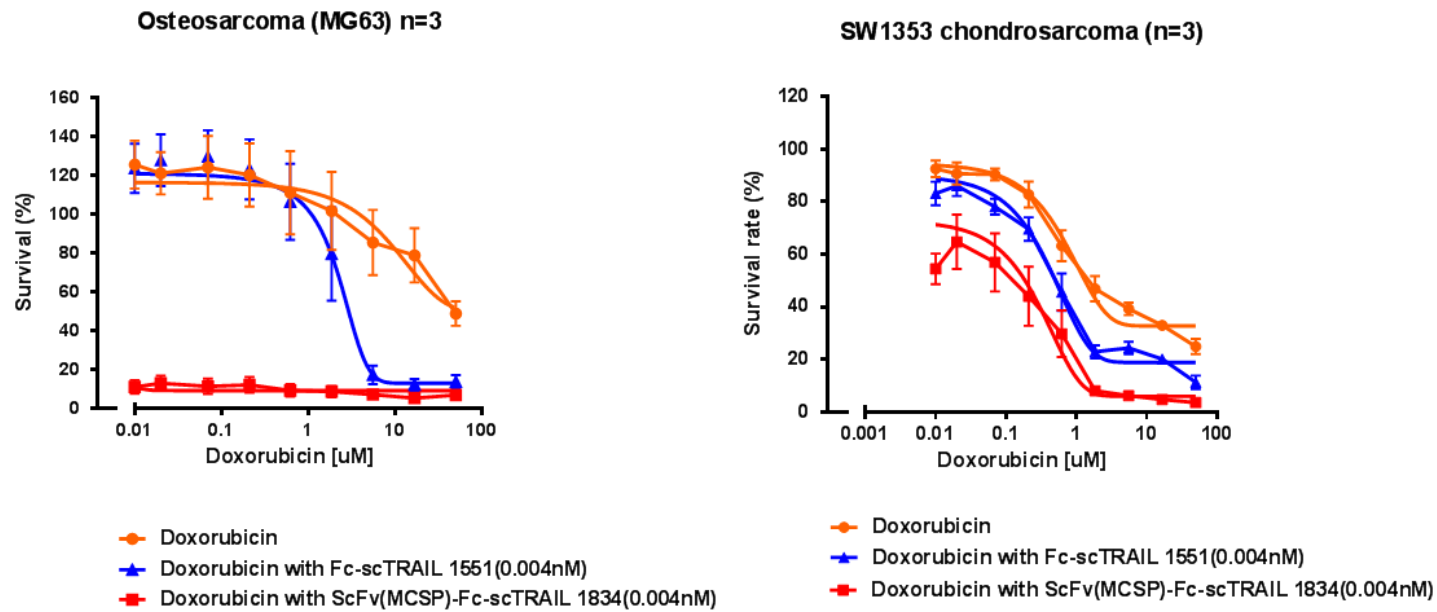 Osteosarcoma (MG63) n=3
Survival (%)
160
140
120
100
80
60
40
20
0
0.01 0.1 1 10 100
Doxorubicin [uM]
Doxorubicin
Doxorubicin with Fc-scTRAIL 1551(0.004nM)
Doxorubicin with ScFv(MCSP)-Fc-scTRAIL 1834(0.004nM)
SW1353 chondrosarcoma (n=3)
Survival rate (%)
120
100
80
60
40
20
0
0.001 0.01 0.1 1 10 100
Doxorubicin [uM]
Doxorubicin
Doxorubicin with Fc-scTRAIL 1551(0.004nM)
Doxorubicin with ScFv(MCSP)-Fc-scTRAIL 1834(0.004nM)